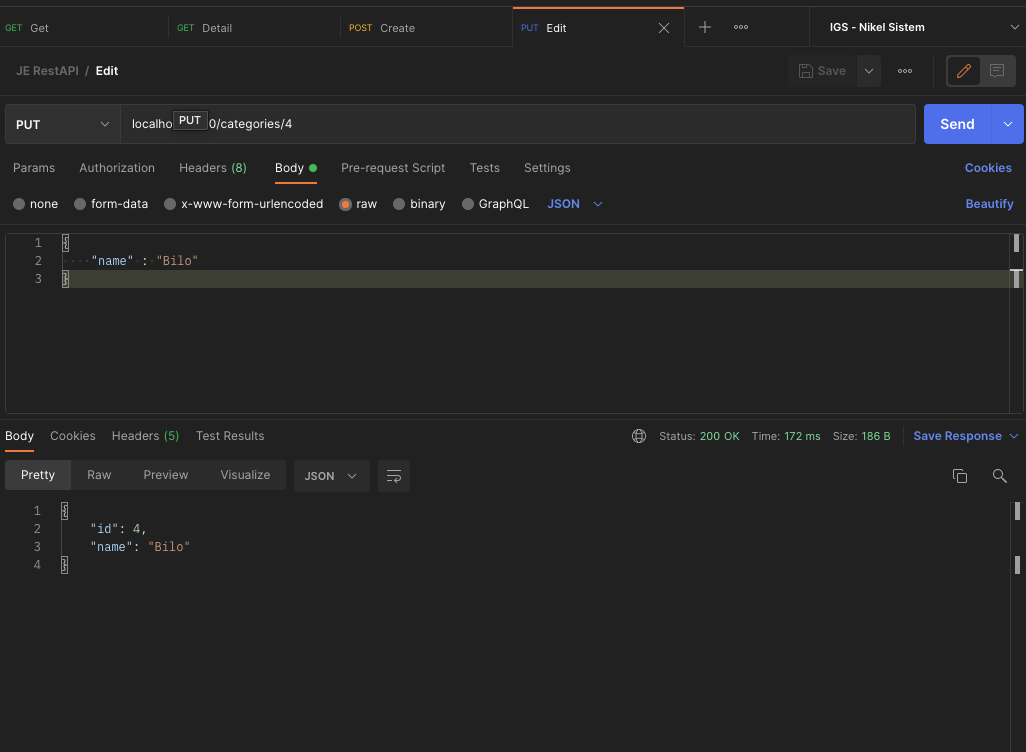 GET Get GET Detail POST Create PUT Edit IGS - Nikel Sistem
JE RestAPI / Edit Save
PUT localho PUT 0/categories/4 Send
Params Authorization Headers (8) Body Pre-request Script Tests Settings Cookies
none form-data x-www-form-urlencoded raw binary GraphQL JSON Beautify
1 {
2 "name" : "Bilo"
3 }
Body Cookies Headers (5) Test Results Status: 200 OK Time: 172 ms Size: 186 B Save Response
Pretty Raw Preview Visualize JSON
1 {
2 "id": 4,
3 "name": "Bilo"
4 }